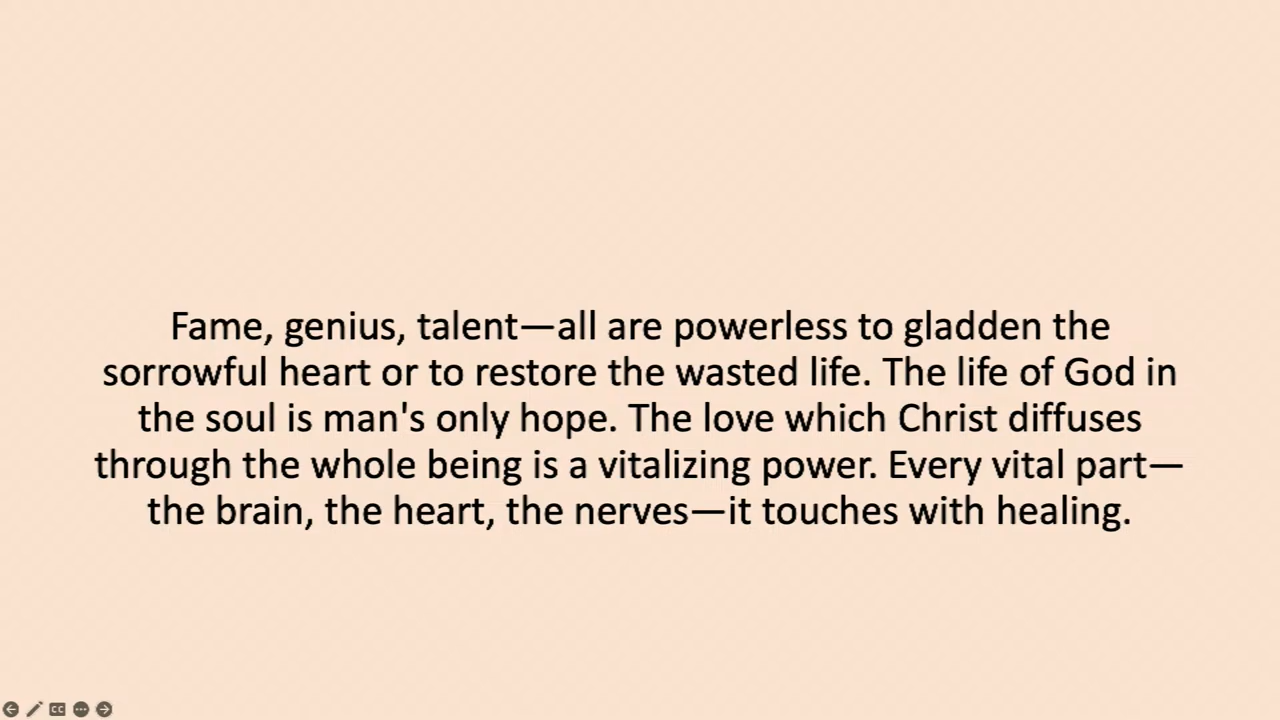 Fame, genius, talent—all are powerless to gladden the
sorrowful heart or to restore the wasted life. The life of God in
the soul is man's only hope. The love which Christ diffuses
through the whole being is a vitalizing power. Every vital part—
the brain, the heart, the nerves—it touches with healing.
CC